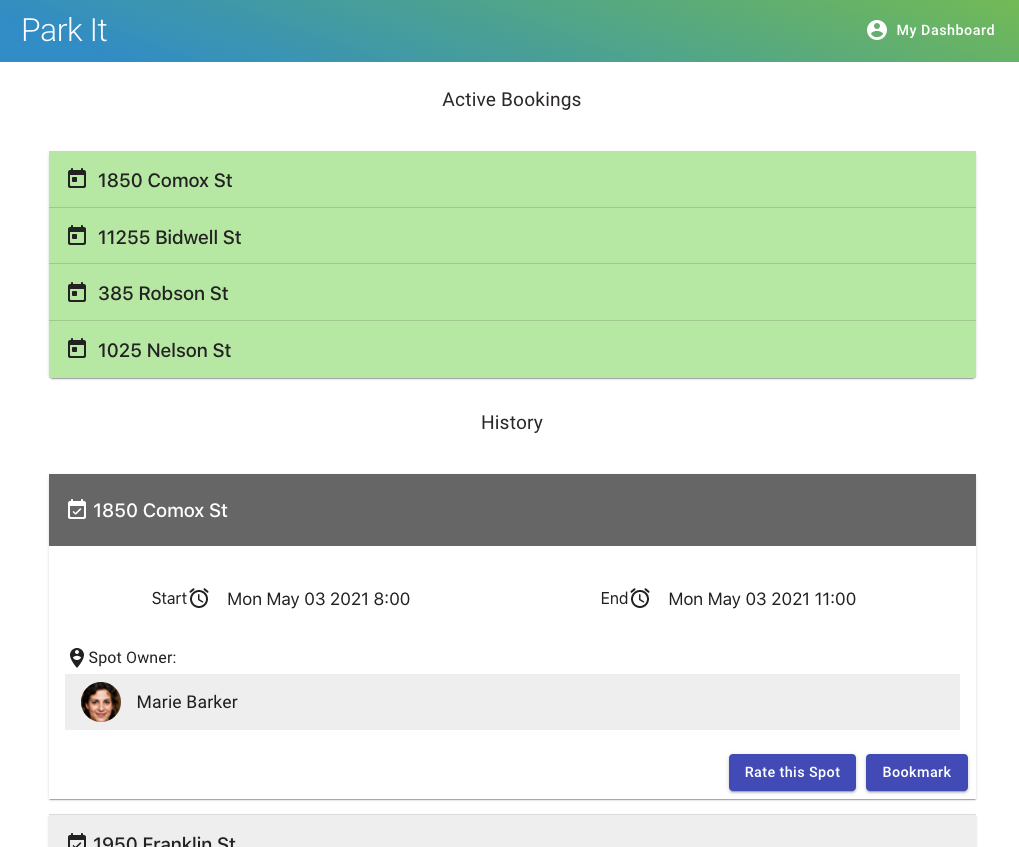 Park It
My Dashboard
Active Bookings
1850 Comox St
11255 Bidwell St
385 Robson St
1025 Nelson St
History
1850 Comox St
Start Mon May 03 2021 8:00
End Mon May 03 2021 11:00
Spot Owner:
Marie Barker
Rate this Spot
Bookmark
1950 Franklin St